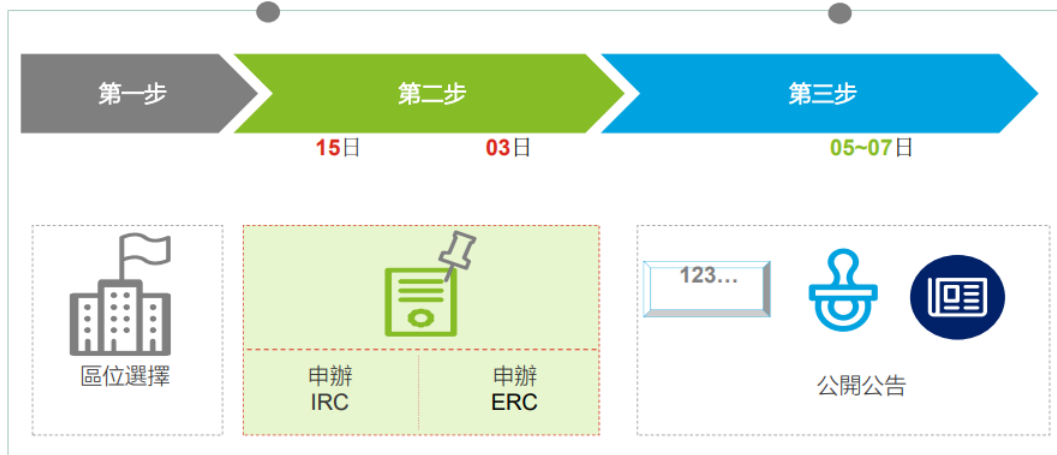 第一步
第二步
第三步
15日
03日
05~07日
123...
區位選擇
申辦
IRC
申辦
ERC
公開公告